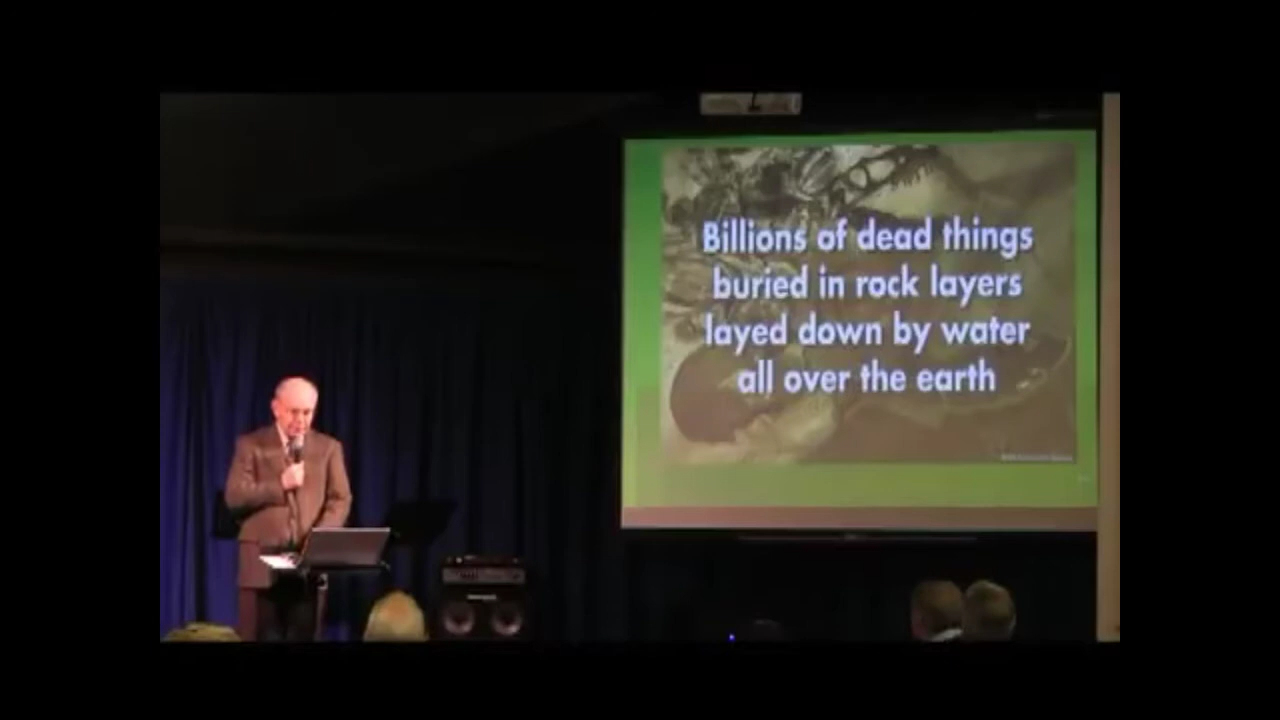 Billions of dead things
buried in rock layers
layed down by water
all over the earth